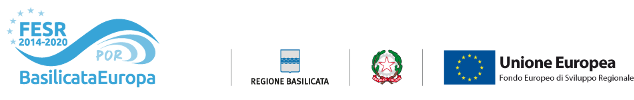 FESR
2014-2020
POR
BasilicataEuropa
REGIONE BASILICATA
Unione Europea
Fondo Europeo di Sviluppo Regionale